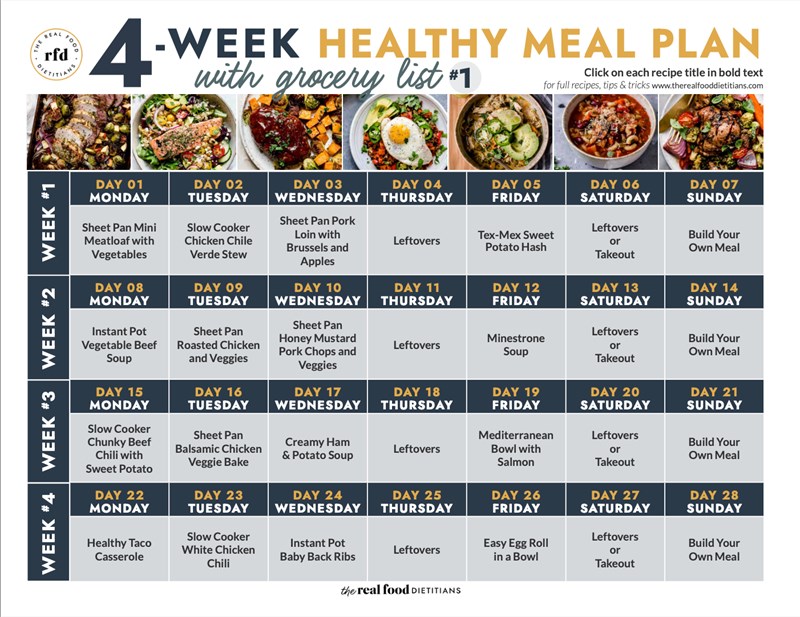 THE REAL FOOD
rfd
DIETITIANS
4-WEEK HEALTHY MEAL PLAN
with grocery list #1
Click on each recipe title in bold text
for full recipes, tips & tricks www.therealfooddietitians.com
WEEK #1
DAY 01
MONDAY
Sheet Pan Mini
Meatloaf with
Vegetables
DAY 02
TUESDAY
Slow Cooker
Chicken Chile
Verde Stew
DAY 03
WEDNESDAY
Sheet Pan Pork
Loin with
Brussels and
Apples
DAY 04
THURSDAY
Leftovers
DAY 05
FRIDAY
Tex-Mex Sweet
Potato Hash
DAY 06
SATURDAY
Leftovers
or
Takeout
DAY 07
SUNDAY
Build Your
Own Meal
WEEK #2
DAY 08
MONDAY
Instant Pot
Vegetable Beef
Soup
DAY 09
TUESDAY
Sheet Pan
Roasted Chicken
and Veggies
DAY 10
WEDNESDAY
Sheet Pan
Honey Mustard
Pork Chops and
Veggies
DAY 11
THURSDAY
Leftovers
DAY 12
FRIDAY
Minestrone
Soup
DAY 13
SATURDAY
Leftovers
or
Takeout
DAY 14
SUNDAY
Build Your
Own Meal
WEEK #3
DAY 15
MONDAY
Slow Cooker
Chunky Beef
Chili with
Sweet Potato
DAY 16
TUESDAY
Sheet Pan
Balsamic Chicken
Veggie Bake
DAY 17
WEDNESDAY
Creamy Ham
& Potato Soup
DAY 18
THURSDAY
Leftovers
DAY 19
FRIDAY
Mediterranean
Bowl with
Salmon
DAY 20
SATURDAY
Leftovers
or
Takeout
DAY 21
SUNDAY
Build Your
Own Meal
WEEK #4
DAY 22
MONDAY
Healthy Taco
Casserole
DAY 23
TUESDAY
Slow Cooker
White Chicken
Chili
DAY 24
WEDNESDAY
Instant Pot
Baby Back Ribs
DAY 25
THURSDAY
Leftovers
DAY 26
FRIDAY
Easy Egg Roll
in a Bowl
DAY 27
SATURDAY
Leftovers
or
Takeout
DAY 28
SUNDAY
Build Your
Own Meal
the real food DIETITIANS